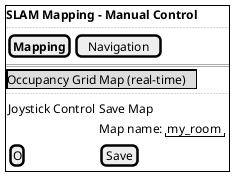 SLAM Mapping - Manual Control
Mapping Navigation
Occupancy Grid Map (real-time)
Joystick Control Save Map
Map name: my_room
O Save